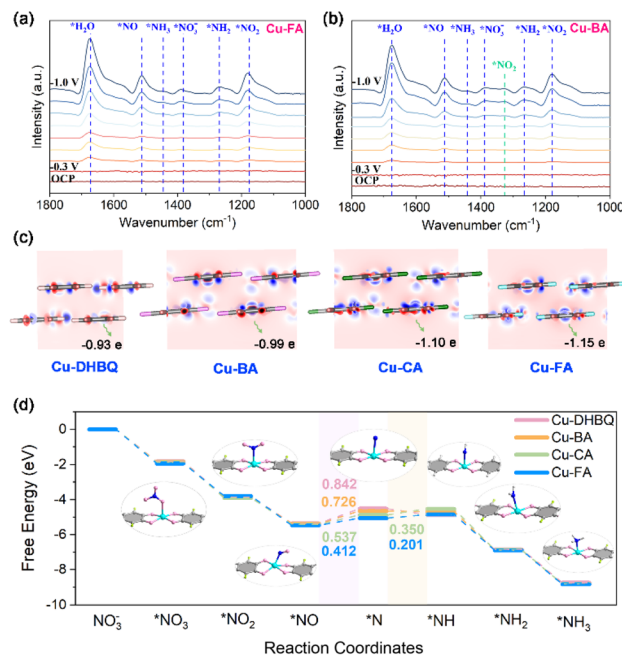 (a)
*H₂O *NO *NH₃ *NO₃⁻ *NH₂ *NO₂ Cu-FA
-1.0 V
-0.3 V
OCP
Intensity (a.u.)
1800 1600 1400 1200 1000
Wavenumber (cm⁻¹)
(b)
*H₂O *NO *NH₃ *NO₃⁻ *NH₂ *NO₂ Cu-BA
*NO₂
-1.0 V
-0.3 V
OCP
Intensity (a.u.)
1800 1600 1400 1200 1000
Wavenumber (cm⁻¹)
(c)
-0.93 e -0.99 e -1.10 e -1.15 e
Cu-DHBQ Cu-BA Cu-CA Cu-FA
(d)
Cu-DHBQ
Cu-BA
Cu-CA
Cu-FA
0.842
0.726
0.537 0.350
0.412 0.201
Free Energy (eV)
0
-2
-4
-6
-8
-10
NO₃⁻ *NO₃ *NO₂ *NO *N *NH *NH₂ *NH₃
Reaction Coordinates